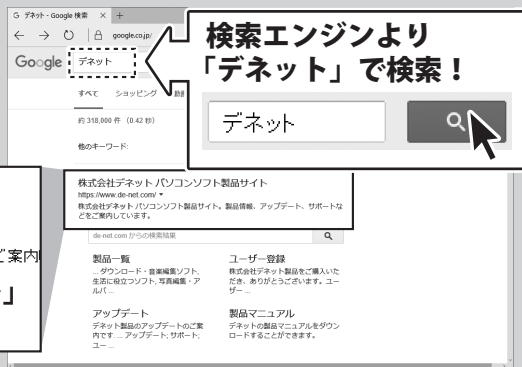 デネット - Google 検索
google.co.jp/
検索エンジンより
「デネット」で検索！
デネット
Google
デネット
すべて ショッピング 動画
約 318,000 件 (0.42 秒)
他のキーワード:
株式会社デネット パソコンソフト製品サイト
https://www.de-net.com/
株式会社デネット パソコンソフト製品サイト。製品情報、アップデート、サポートな
どをご案内しています。
de-net.com からの検索結果
ご案内
」
製品一覧
... ダウンロード・音楽編集ソフト,
生活に役立つソフト, 写真編集・ア
ルバ ...
ユーザー登録
株式会社デネット製品をご購入いた
だき、ありがとうございます。ユー
ザー ...
アップデート
デネット製品のアップデートのご案
内です. ... アップデート; サポート;
ユー ...
製品マニュアル
デネットの製品マニュアルをダウン
ロードすることができます。